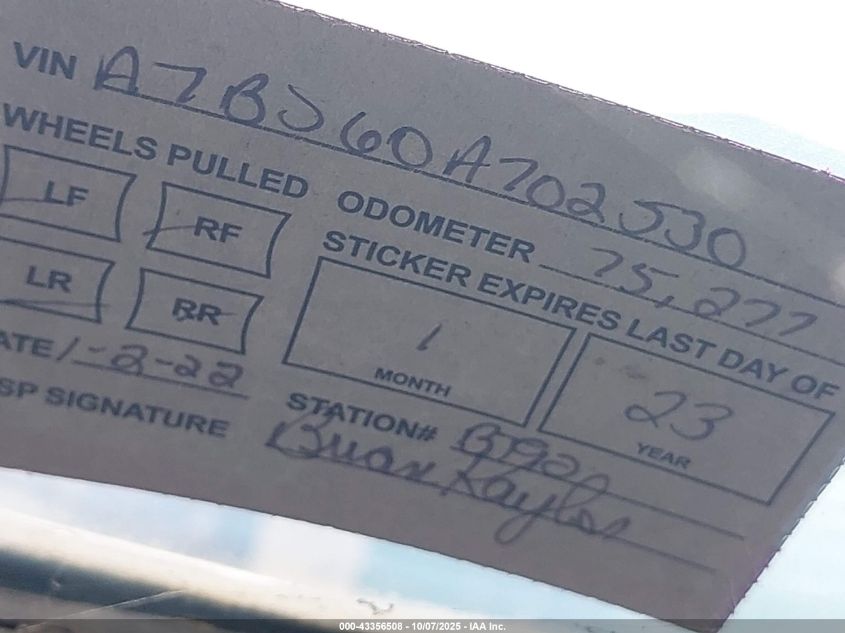 VIN A7BJ60A702530
WHEELS PULLED ODOMETER 75,277
LF RF STICKER EXPIRES LAST DAY OF
LR RR 1 23
MONTH YEAR
ATE 1-2-22 STATION#
SP SIGNATURE
000-43356508 - 10/07/2025 - IAA Inc.